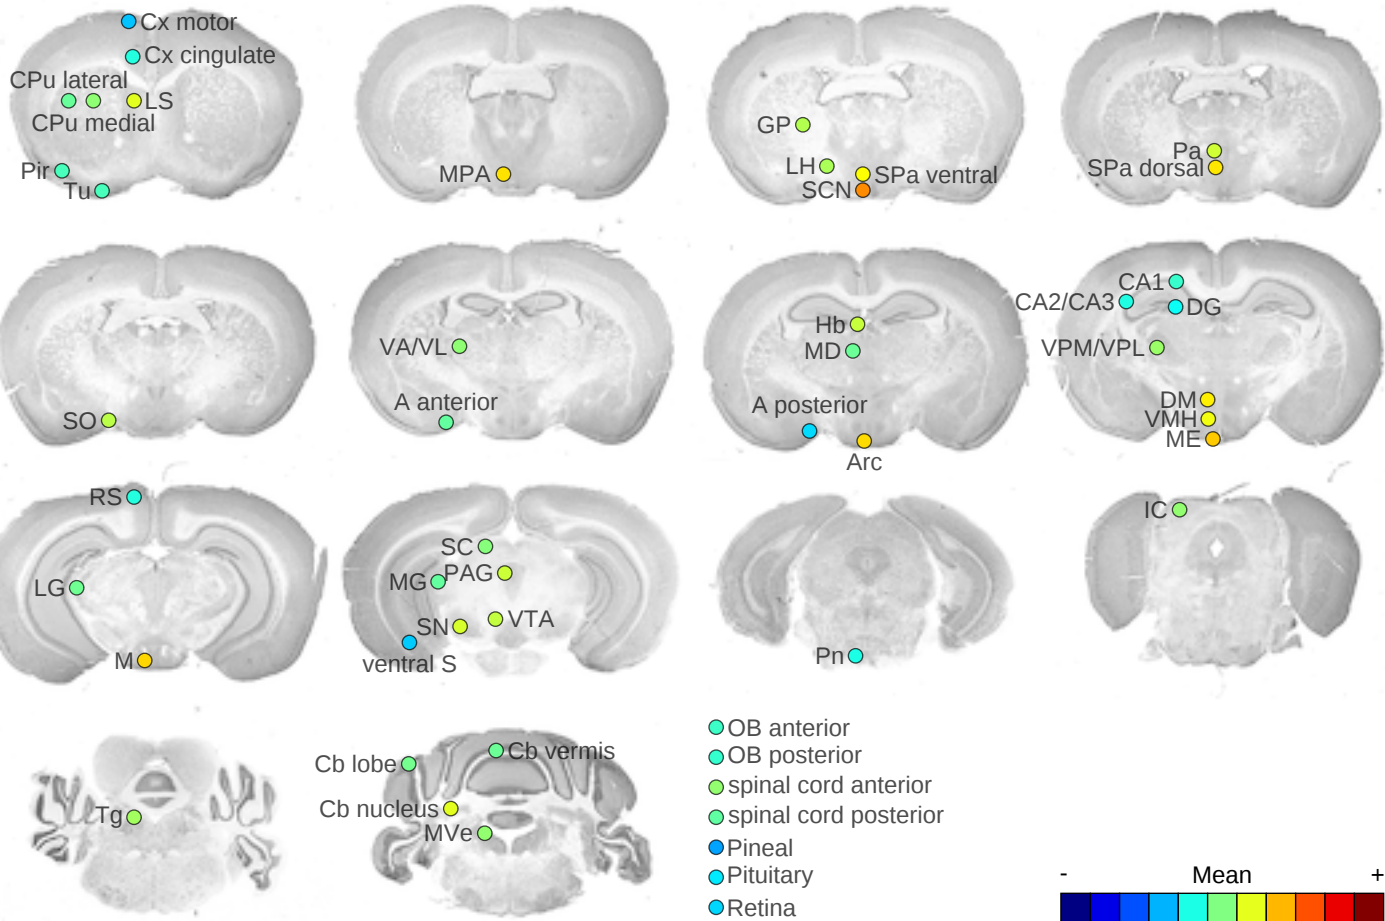 Cx motor
Cx cingulate
CPu lateral
LS
CPu medial
Pir
Tu
MPA
GP
LH
SPa ventral
SCN
Pa
SPa dorsal
SO
VA/VL
A anterior
Hb
MD
A posterior
Arc
CA1
CA2/CA3
DG
VPM/VPL
DM
VMH
ME
RS
LG
M
SC
MG
PAG
SN
VTA
ventral S
Pn
IC
Tg
Cb lobe
Cb vermis
Cb nucleus
MVe
OB anterior
OB posterior
spinal cord anterior
spinal cord posterior
Pineal
Pituitary
Retina
- Mean +